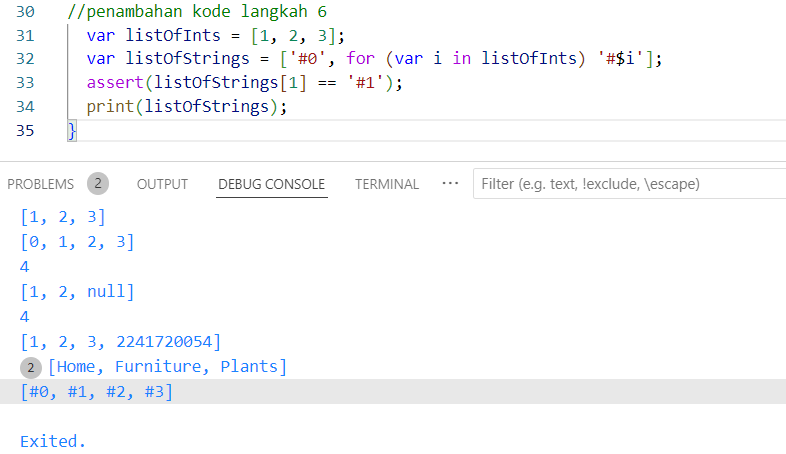 30 //penambahan kode langkah 6
31 var listOfInts = [1, 2, 3];
32 var listOfStrings = ['#0', for (var i in listOfInts) '#$i'];
33 assert(listOfStrings[1] == '#1');
34 print(listOfStrings);
35 }
PROBLEMS 2 OUTPUT DEBUG CONSOLE TERMINAL ··· Filter (e.g. text, !exclude, \escape)
[1, 2, 3]
[0, 1, 2, 3]
4
[1, 2, null]
4
[1, 2, 3, 2241720054]
2 [Home, Furniture, Plants]
[#0, #1, #2, #3]
Exited.